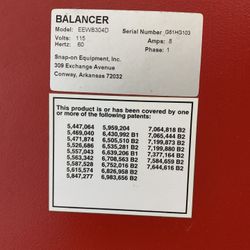 BALANCER
Model: EEWB304D Serial Number G61HG103
Volts: 115 Amps: 8
Hertz: 60 Phase: 1
Snap-on Equipment, Inc.
309 Exchange Avenue
Conway, Arkansas 72032
This product is or has been covered by one
or more of the following patents:
5,447,064 5,959,204 7,064,818 B2
5,469,040 6,430,992 B1 7,075,635 B2
5,471,874 6,505,510 B2 7,199,873 B2
5,526,686 6,535,281 B2 7,199,880 B2
5,557,043 6,639,206 B1 7,377,164 B2
5,563,342 6,708,563 B2 7,584,659 B2
5,587,528 6,752,016 B2 7,644,616 B2
5,615,574 6,826,958 B2
5,847,277 6,983,656 B2